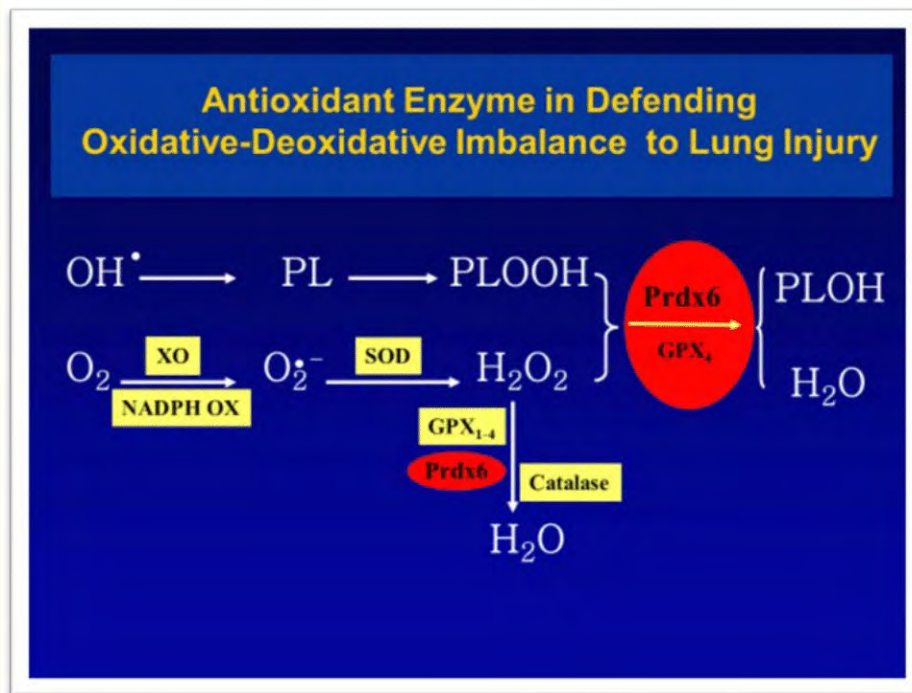 Antioxidant Enzyme in Defending
Oxidative-Deoxidative Imbalance to Lung Injury
OH• PL PLOOH
Prdx6
GPX₄
PLOH
XO
SOD
O₂ O₂•⁻ H₂O₂
H₂O
NADPH OX
GPX₁₋₄
Prdx6
Catalase
H₂O